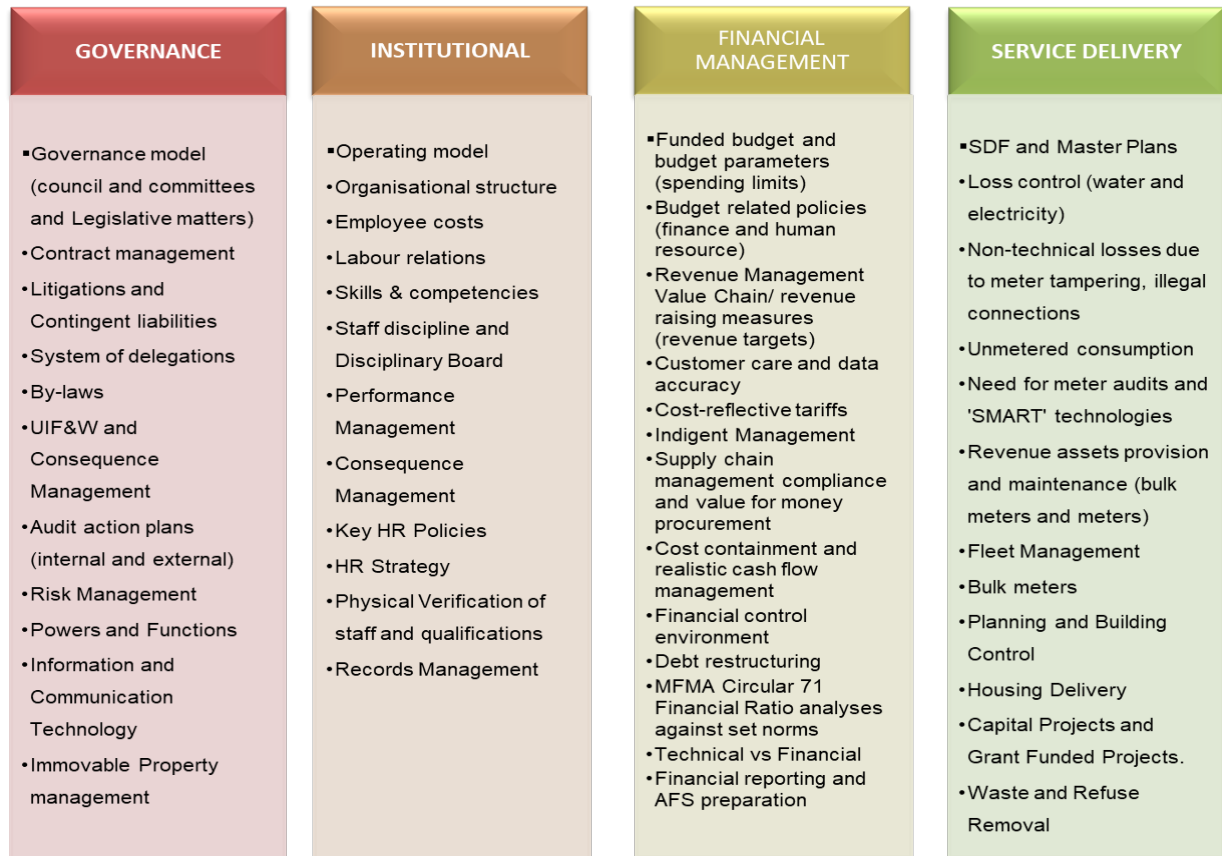 GOVERNANCE
▪Governance model
(council and committees
and Legislative matters)
•Contract management
•Litigations and
Contingent liabilities
•System of delegations
•By-laws
•UIF&W and
Consequence
Management
•Audit action plans
(internal and external)
•Risk Management
•Powers and Functions
•Information and
Communication
Technology
•Immovable Property
management
INSTITUTIONAL
▪Operating model
•Organisational structure
•Employee costs
•Labour relations
•Skills & competencies
•Staff discipline and
Disciplinary Board
•Performance
Management
•Consequence
Management
•Key HR Policies
•HR Strategy
•Physical Verification of
staff and qualifications
•Records Management
FINANCIAL
MANAGEMENT
▪Funded budget and
budget parameters
(spending limits)
•Budget related policies
(finance and human
resource)
•Revenue Management
Value Chain/ revenue
raising measures
(revenue targets)
•Customer care and data
accuracy
•Cost-reflective tariffs
•Indigent Management
•Supply chain
management compliance
and value for money
procurement
•Cost containment and
realistic cash flow
management
•Financial control
environment
•Debt restructuring
•MFMA Circular 71
Financial Ratio analyses
against set norms
•Technical vs Financial
•Financial reporting and
AFS preparation
SERVICE DELIVERY
▪SDF and Master Plans
•Loss control (water and
electricity)
•Non-technical losses due
to meter tampering, illegal
connections
•Unmetered consumption
•Need for meter audits and
'SMART' technologies
•Revenue assets provision
and maintenance (bulk
meters and meters)
•Fleet Management
•Bulk meters
•Planning and Building
Control
•Housing Delivery
•Capital Projects and
Grant Funded Projects.
•Waste and Refuse
Removal